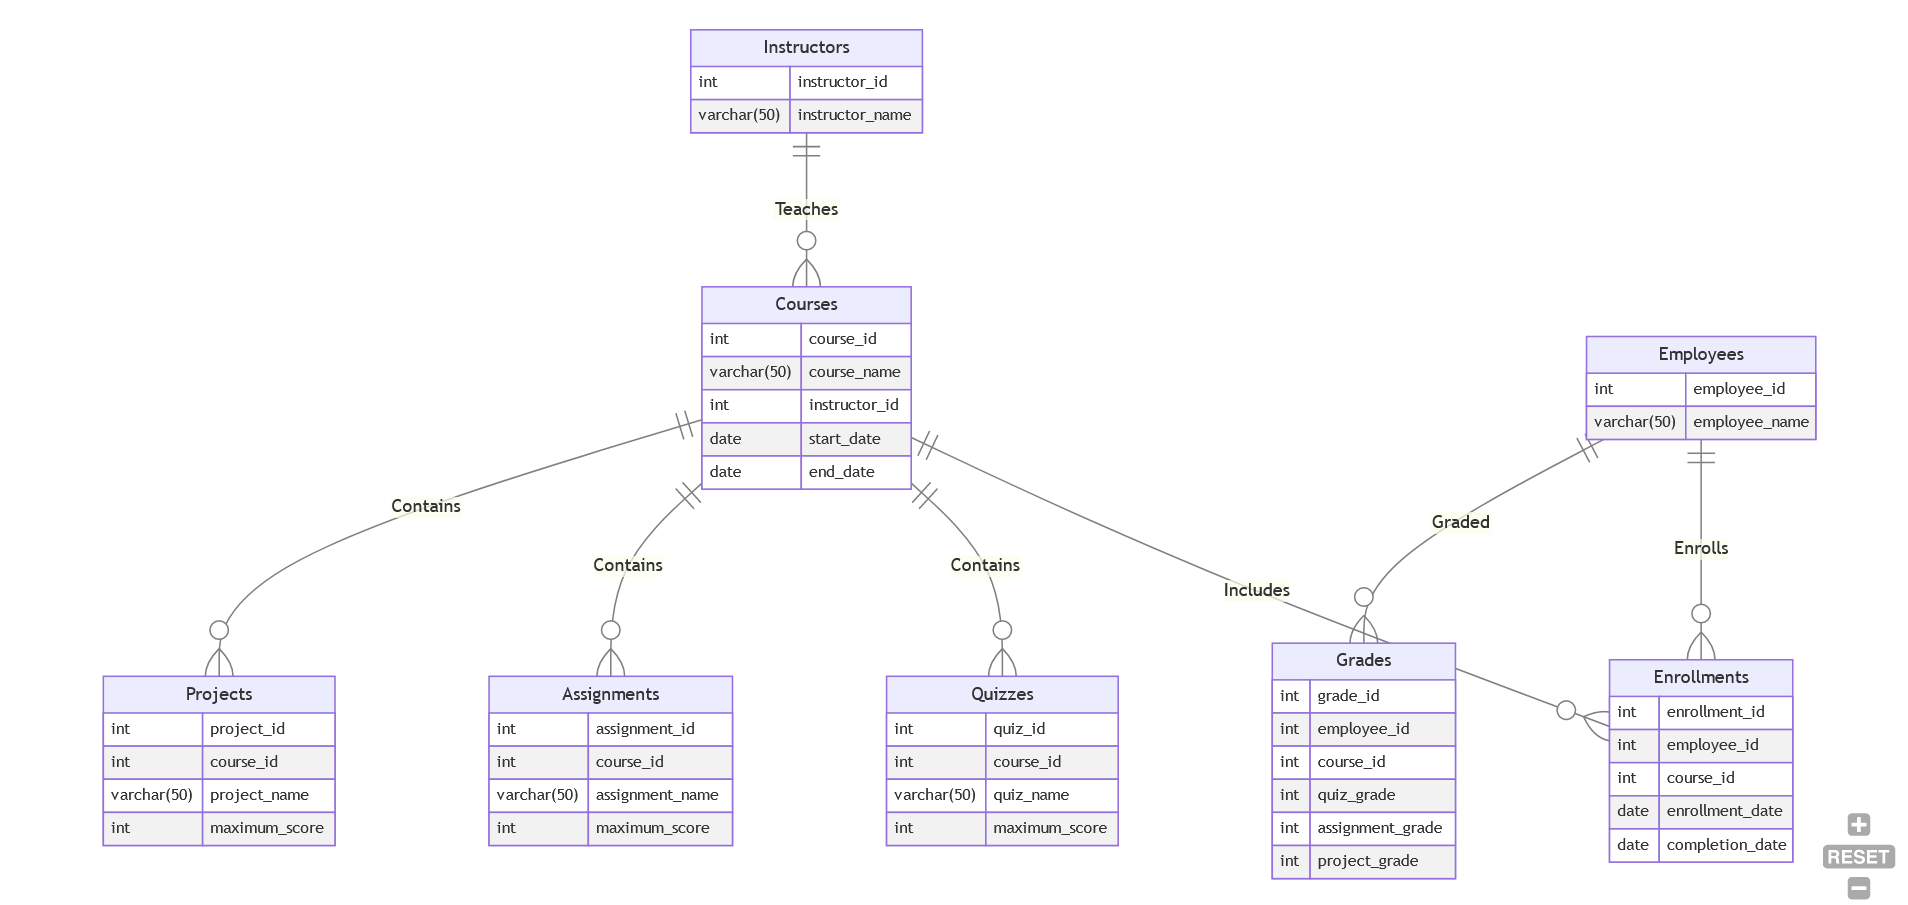 Instructors
int instructor_id
varchar(50) instructor_name
Teaches
Courses
int course_id
varchar(50) course_name
int instructor_id
date start_date
date end_date
Employees
int employee_id
varchar(50) employee_name
Contains
Contains
Contains
Includes
Graded
Enrolls
Projects
int project_id
int course_id
varchar(50) project_name
int maximum_score
Assignments
int assignment_id
int course_id
varchar(50) assignment_name
int maximum_score
Quizzes
int quiz_id
int course_id
varchar(50) quiz_name
int maximum_score
Grades
int grade_id
int employee_id
int course_id
int quiz_grade
int assignment_grade
int project_grade
Enrollments
int enrollment_id
int employee_id
int course_id
date enrollment_date
date completion_date
RESET